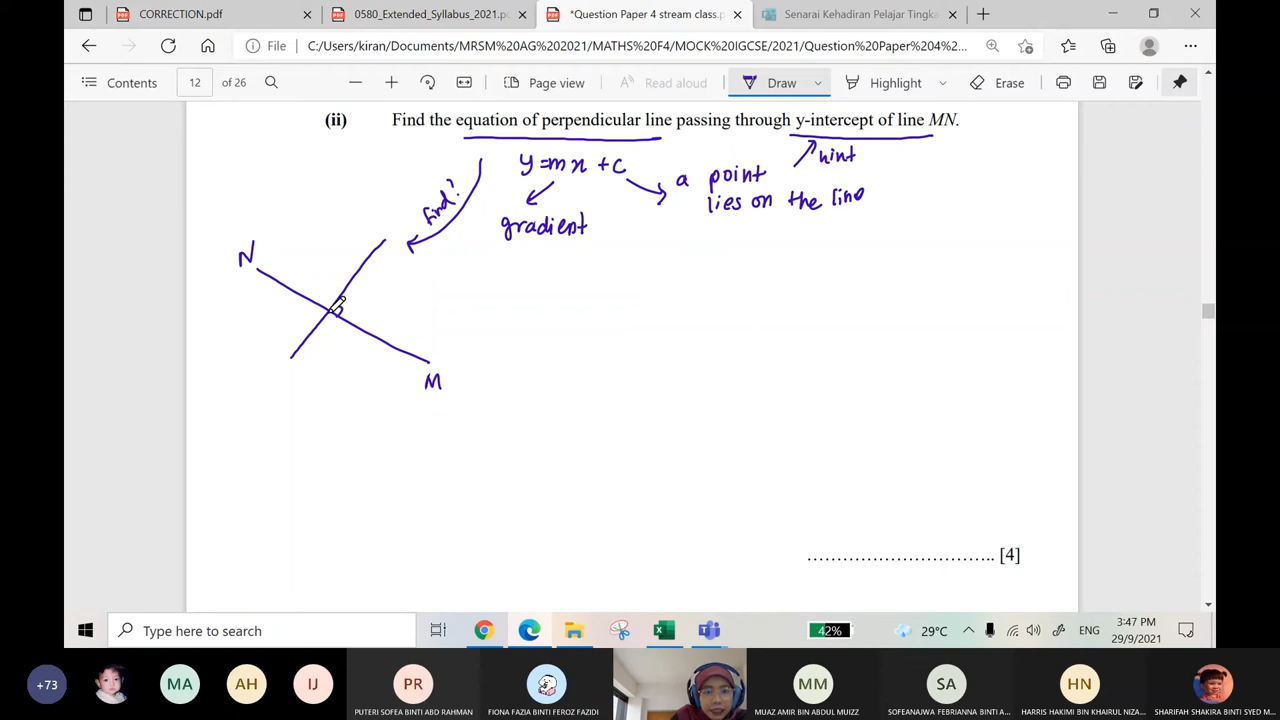 CORRECTION.pdf
0580_Extended_Syllabus_2021.p
*Question Paper 4 stream class.p
Senarai Kehadiran Pelajar Tingka
File
C:/Users/kiran/Documents/MRSM%20AG%202021/MATHS%20F4/MOCK%20IGCSE/2021/Question%20Paper%204%2...
Contents
12 of 26
Page view
Read aloud
Draw
Highlight
Erase
(ii) Find the equation of perpendicular line passing through y-intercept of line MN.
y = mx + c
hint
a point
lies on the line
find?
gradient
N
M
[4]
Type here to search
42%
29°C
ENG
3:47 PM
29/9/2021
+73
MA
AH
IJ
PR
MM
SA
HN
PUTERI SOFEA BINTI ABD RAHMAN
FIONA FAZIA BINTI FEROZ FAZIDI
MUAZ AMIR BIN ABDUL MUIZZ
SOFEANAJWA FEBRIANNA BINTI A...
HARRIS HAKIMI BIN KHAIRUL NIZA...
SHARIFAH SHAKIRA BINTI SYED M...